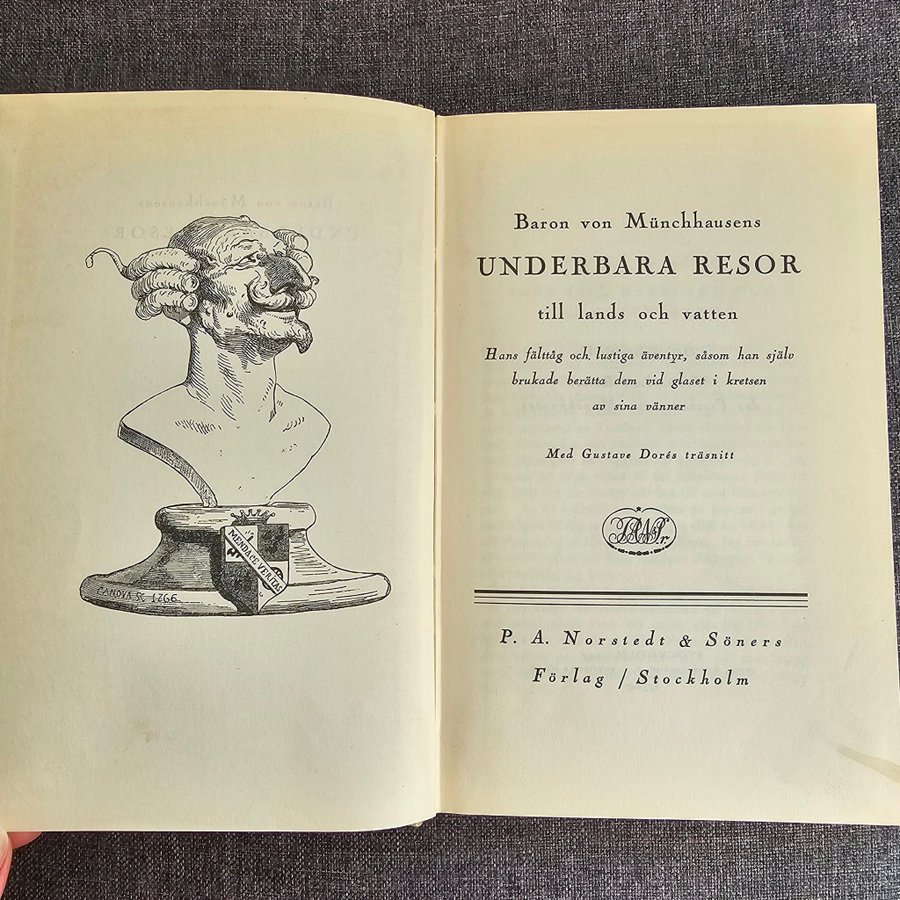 MENDACE VERITAS
CANOVA SC 1766
Baron von Münchhausens
UNDERBARA RESOR
till lands och vatten
Hans fälttåg och lustiga äventyr, såsom han själv
brukade berätta dem vid glaset i kretsen
av sina vänner
Med Gustave Dorés träsnitt
P. A. Norstedt & Söners
Förlag / Stockholm